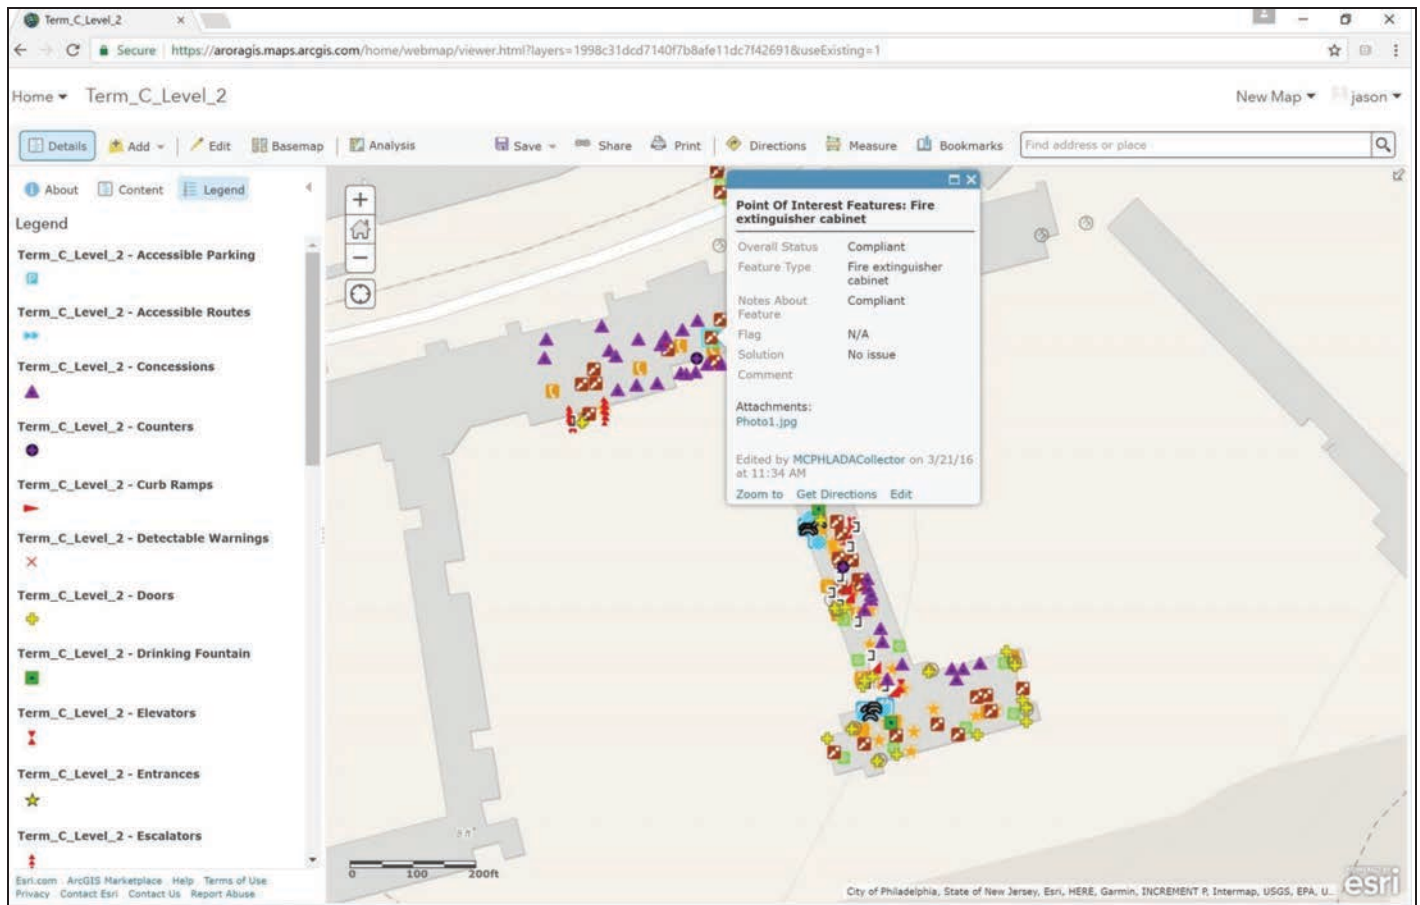 Term_C_Level_2
Secure https://aroragis.maps.arcgis.com/home/webmap/viewer.html?layers=1998c31dcd7140f7b8afe11dc7f42691&useExisting=1
Home Term_C_Level_2 New Map jason
Details Add Edit Basemap Analysis Save Share Print Directions Measure Bookmarks Find address or place
About Content Legend
Legend
Term_C_Level_2 - Accessible Parking
Term_C_Level_2 - Accessible Routes
Term_C_Level_2 - Concessions
Term_C_Level_2 - Counters
Term_C_Level_2 - Curb Ramps
Term_C_Level_2 - Detectable Warnings
Term_C_Level_2 - Doors
Term_C_Level_2 - Drinking Fountain
Term_C_Level_2 - Elevators
Term_C_Level_2 - Entrances
Term_C_Level_2 - Escalators
Esri.com ArcGIS Marketplace Help Terms of Use
Privacy Contact Esri Contact Us Report Abuse
Point Of Interest Features: Fire
extinguisher cabinet
Overall Status Compliant
Feature Type Fire extinguisher
cabinet
Notes About Compliant
Feature
Flag N/A
Solution No issue
Comment
Attachments:
Photo1.jpg
Edited by MCPHLADACollector on 3/21/16
at 11:34 AM
Zoom to Get Directions Edit
8 ft
0 100 200ft
City of Philadelphia, State of New Jersey, Esri, HERE, Garmin, INCREMENT P, Intermap, USGS, EPA, U...
esri